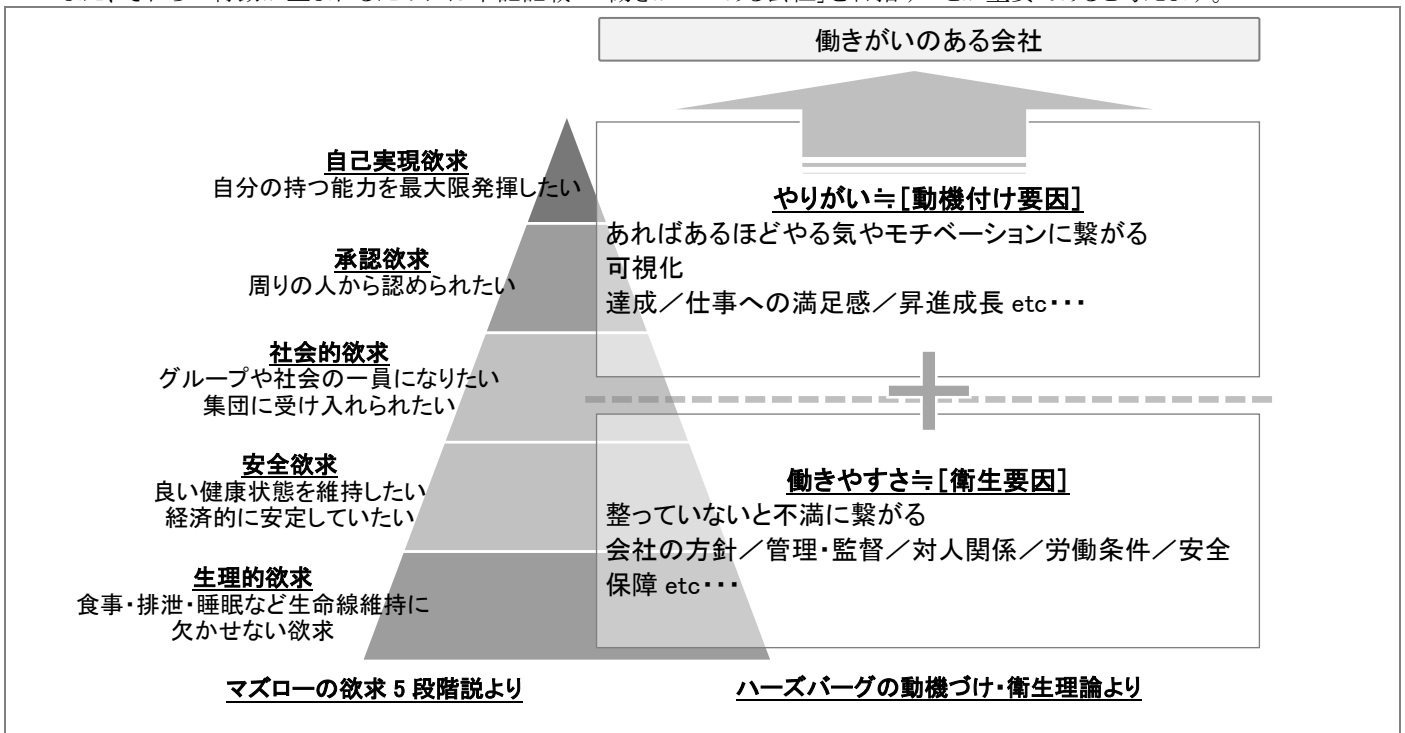 働きがいのある会社
自己実現欲求
自分の持つ能力を最大限発揮したい
承認欲求
周りの人から認められたい
社会的欲求
グループや社会の一員になりたい
集団に受け入れられたい
安全欲求
良い健康状態を維持したい
経済的に安定していたい
生理的欲求
食事・排泄・睡眠など生命線維持に
欠かせない欲求
マズローの欲求 5 段階説より
やりがい≒[動機付け要因]
あればあるほどやる気やモチベーションに繋がる
可視化
達成／仕事への満足感／昇進成長 etc・・・
働きやすさ≒[衛生要因]
整っていないと不満に繋がる
会社の方針／管理・監督／対人関係／労働条件／安全
保障 etc・・・
ハーズバーグの動機づけ・衛生理論より